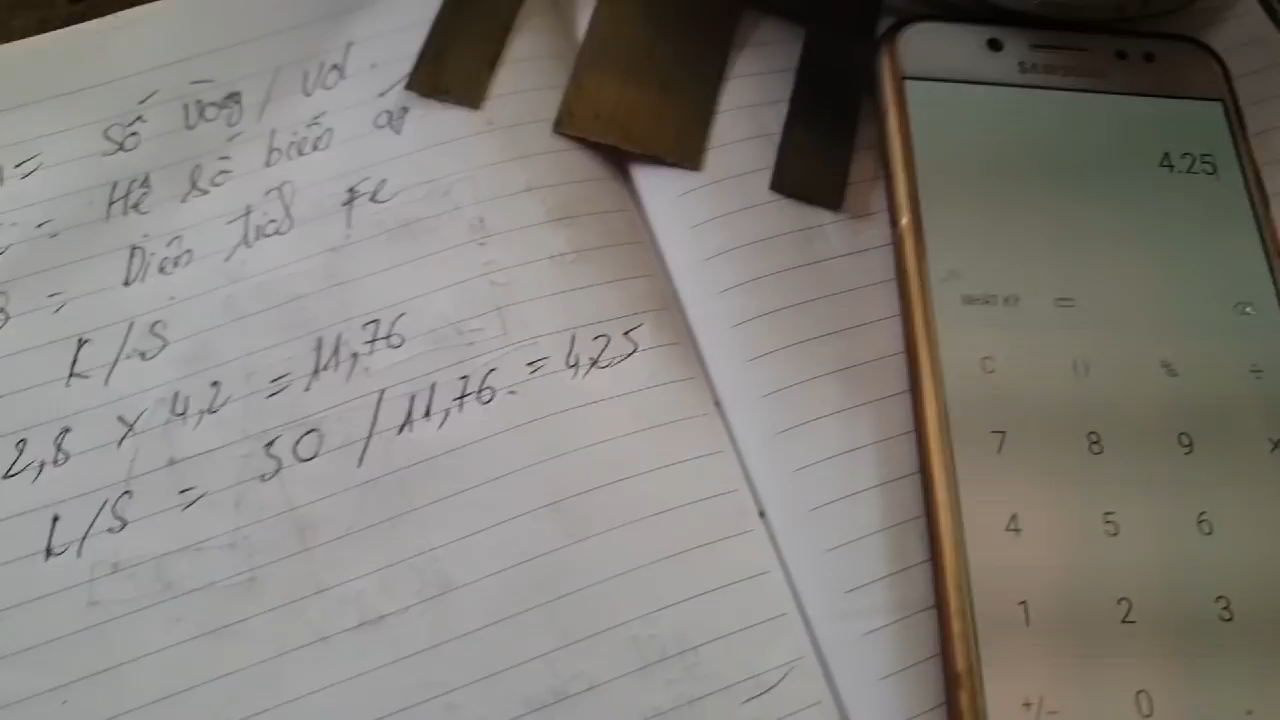 = Số vòng / Vol.
= Hệ số biến áp
= Diện tích Fe
K/S
2,8 x 4,2 = 11,76
K/S = 50 / 11,76 = 4,25
SAMSUNG
4.25
=
C () % ÷
7 8 9 ×
4 5 6
1 2 3
+/- 0 .